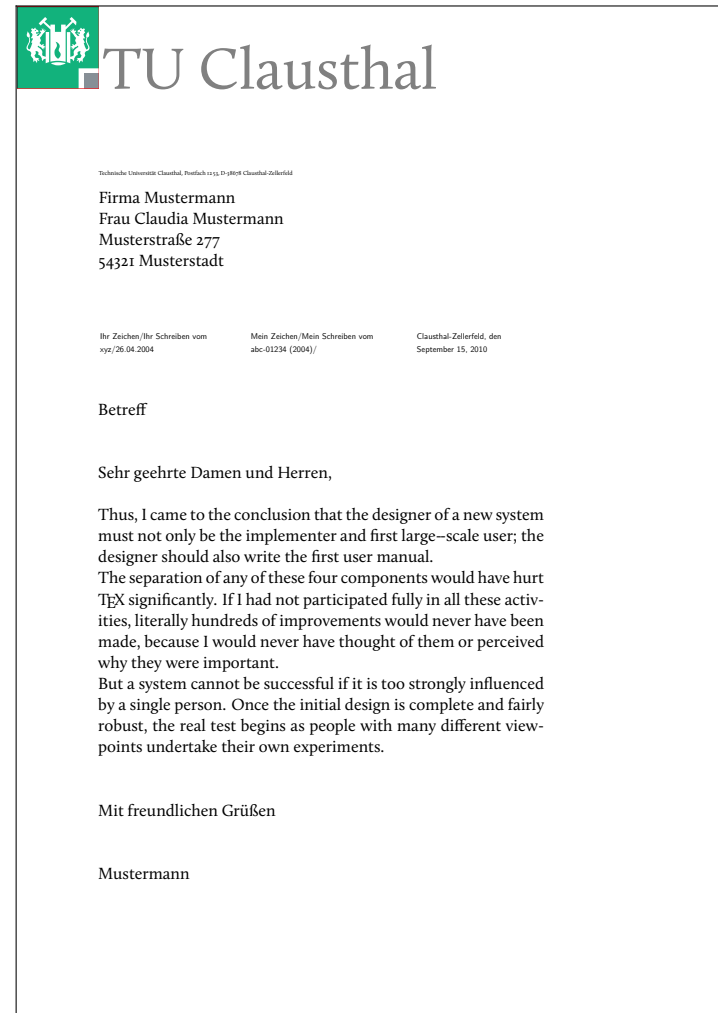 TU Clausthal
Technische Universität Clausthal, Postfach 1253, D-38678 Clausthal-Zellerfeld
Firma Mustermann
Frau Claudia Mustermann
Musterstraße 277
54321 Musterstadt
Ihr Zeichen/Ihr Schreiben vom Mein Zeichen/Mein Schreiben vom Clausthal-Zellerfeld, den
xyz/26.04.2004 abc-01234 (2004)/ September 15, 2010
Betreff
Sehr geehrte Damen und Herren,
Thus, I came to the conclusion that the designer of a new system
must not only be the implementer and first large–scale user; the
designer should also write the first user manual.
The separation of any of these four components would have hurt
TEX significantly. If I had not participated fully in all these activ-
ities, literally hundreds of improvements would never have been
made, because I would never have thought of them or perceived
why they were important.
But a system cannot be successful if it is too strongly influenced
by a single person. Once the initial design is complete and fairly
robust, the real test begins as people with many different view-
points undertake their own experiments.
Mit freundlichen Grüßen
Mustermann